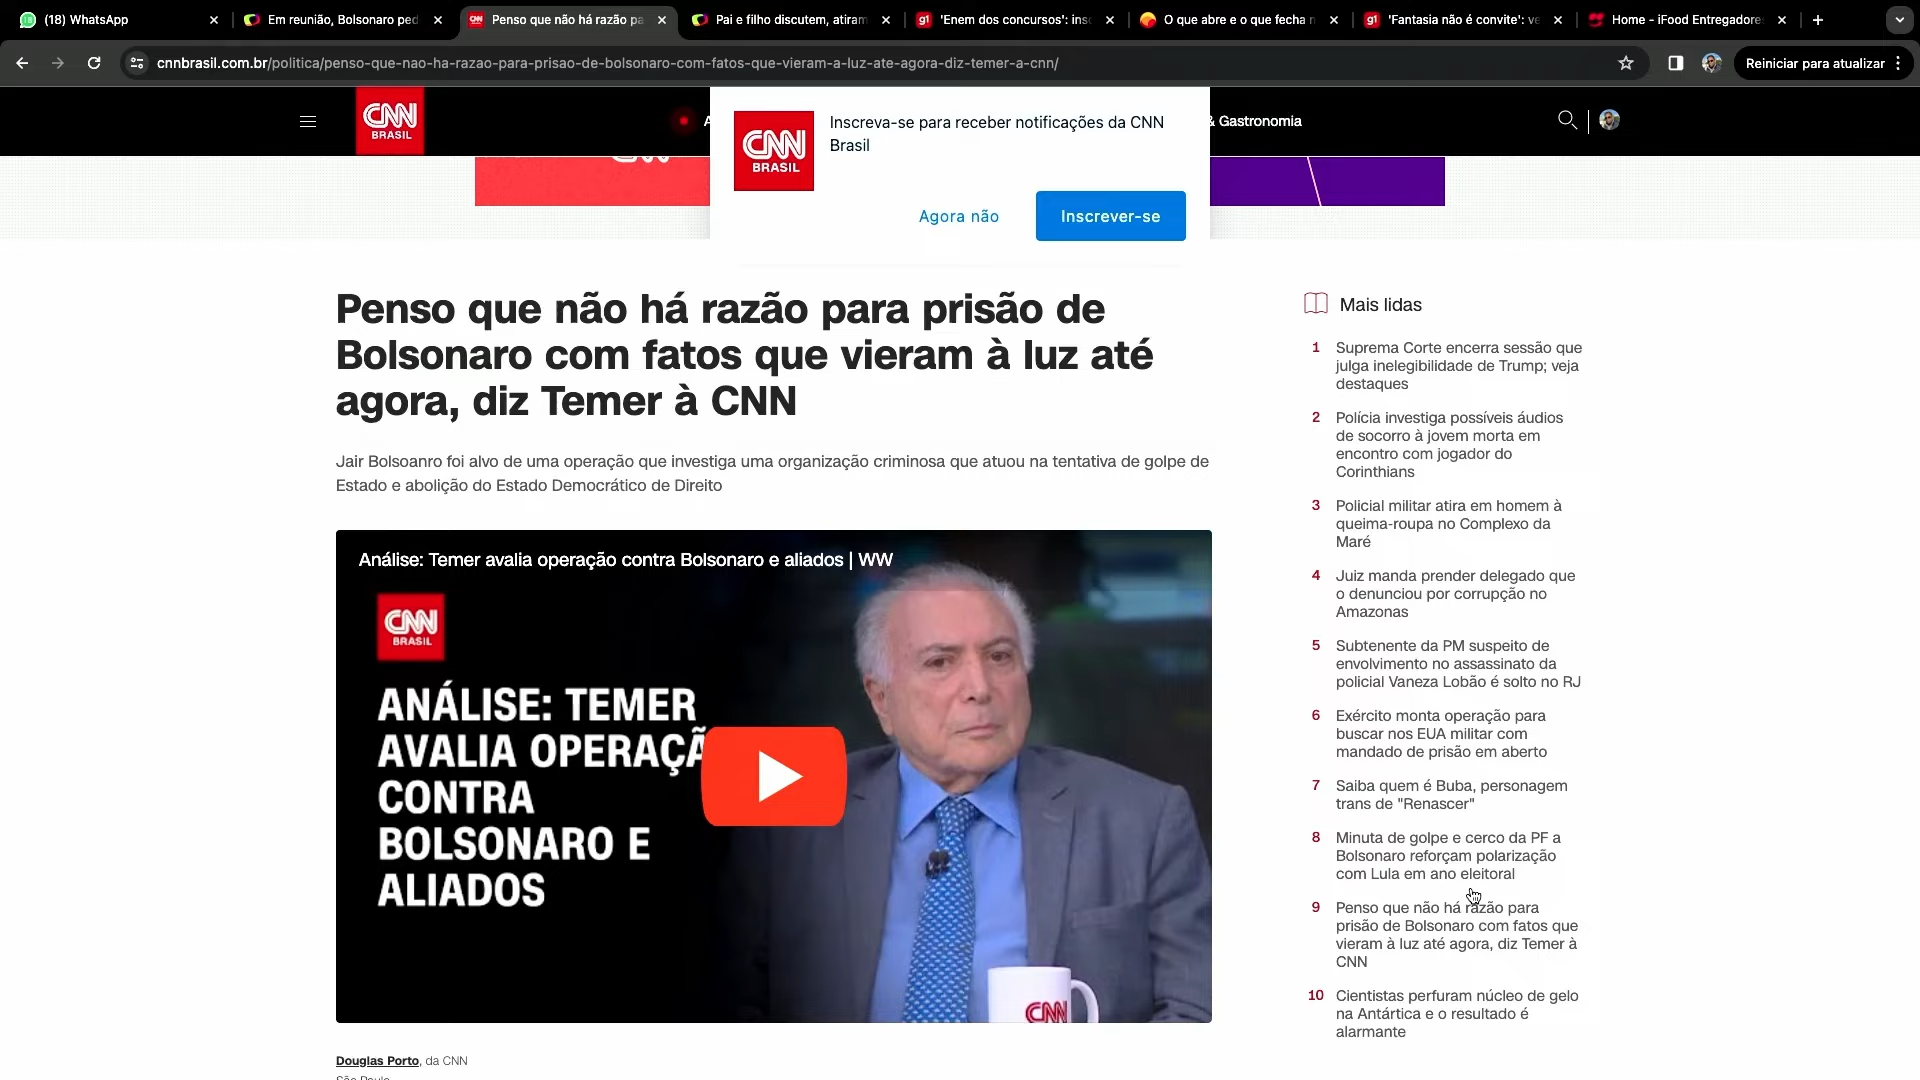 (18) WhatsApp
Em reunião, Bolsonaro ped
Penso que não há razão pa
Pai e filho discutem, atiram
'Enem dos concursos': ins
O que abre e o que fecha n
'Fantasia não é convite': ve
Home - iFood Entregadore
cnnbrasil.com.br/politica/penso-que-nao-ha-razao-para-prisao-de-bolsonaro-com-fatos-que-vieram-a-luz-ate-agora-diz-temer-a-cnn/
Reiniciar para atualizar
CNN
BRASIL
& Gastronomia
CNN
BRASIL
Inscreva-se para receber notificações da CNN
Brasil
Agora não
Inscrever-se
Penso que não há razão para prisão de
Bolsonaro com fatos que vieram à luz até
agora, diz Temer à CNN
Jair Bolsoanro foi alvo de uma operação que investiga uma organização criminosa que atuou na tentativa de golpe de
Estado e abolição do Estado Democrático de Direito
Análise: Temer avalia operação contra Bolsonaro e aliados | WW
CNN
BRASIL
ANÁLISE: TEMER
AVALIA OPERAÇÃ
CONTRA
BOLSONARO E
ALIADOS
CNN
Douglas Porto, da CNN
São Paulo
Mais lidas
1 Suprema Corte encerra sessão que
julga inelegibilidade de Trump; veja
destaques
2 Polícia investiga possíveis áudios
de socorro à jovem morta em
encontro com jogador do
Corinthians
3 Policial militar atira em homem à
queima-roupa no Complexo da
Maré
4 Juiz manda prender delegado que
o denunciou por corrupção no
Amazonas
5 Subtenente da PM suspeito de
envolvimento no assassinato da
policial Vaneza Lobão é solto no RJ
6 Exército monta operação para
buscar nos EUA militar com
mandado de prisão em aberto
7 Saiba quem é Buba, personagem
trans de "Renascer"
8 Minuta de golpe e cerco da PF a
Bolsonaro reforçam polarização
com Lula em ano eleitoral
9 Penso que não há razão para
prisão de Bolsonaro com fatos que
vieram à luz até agora, diz Temer à
CNN
10 Cientistas perfuram núcleo de gelo
na Antártica e o resultado é
alarmante